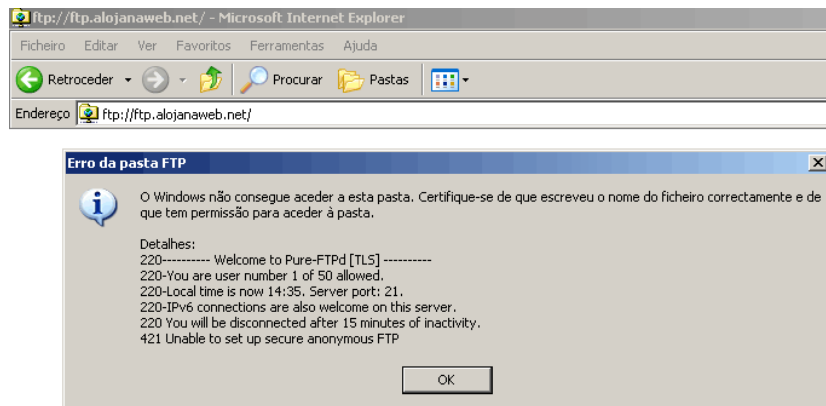 ftp://ftp.alojanaweb.net/ - Microsoft Internet Explorer
Ficheiro Editar Ver Favoritos Ferramentas Ajuda
Retroceder Procurar Pastas
Endereço ftp://ftp.alojanaweb.net/
Erro da pasta FTP
O Windows não consegue aceder a esta pasta. Certifique-se de que escreveu o nome do ficheiro correctamente e de
que tem permissão para aceder à pasta.
Detalhes:
220---------- Welcome to Pure-FTPd [TLS] ----------
220-You are user number 1 of 50 allowed.
220-Local time is now 14:35. Server port: 21.
220-IPv6 connections are also welcome on this server.
220 You will be disconnected after 15 minutes of inactivity.
421 Unable to set up secure anonymous FTP
OK